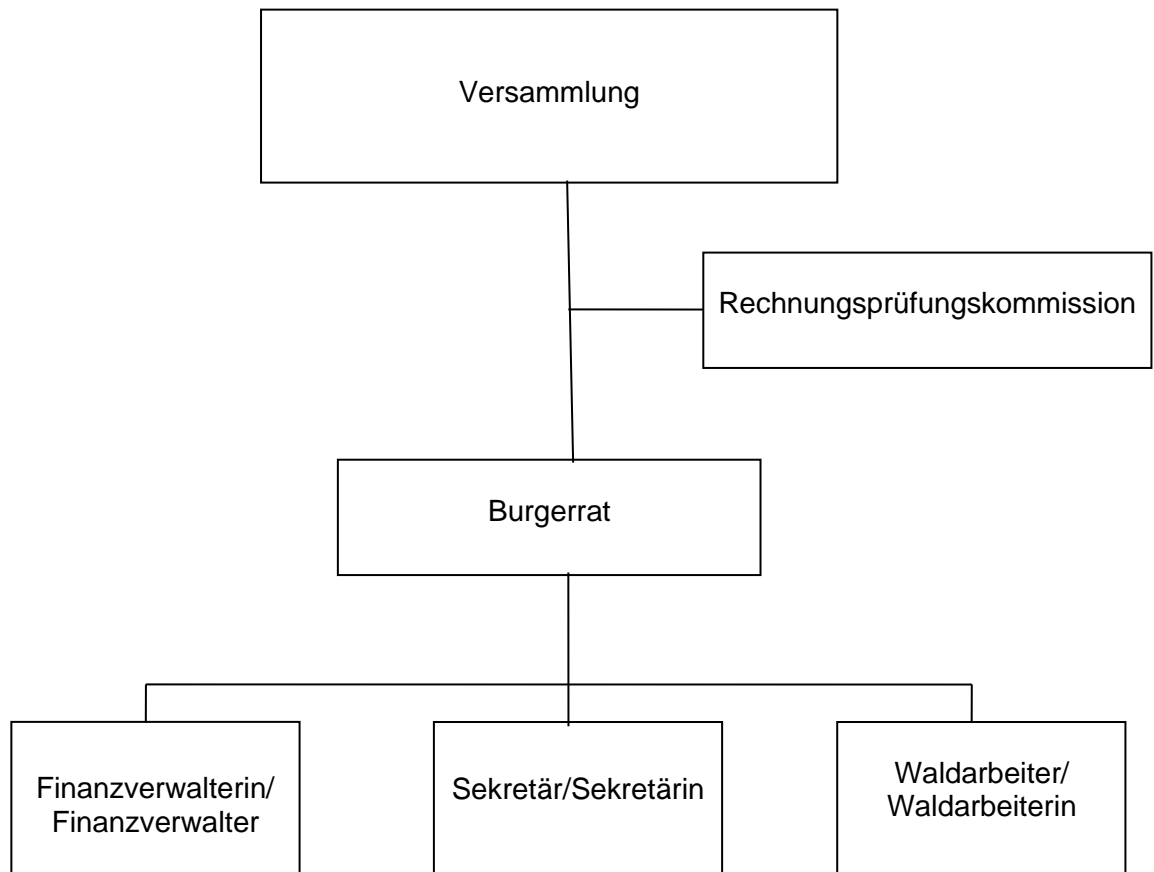 Versammlung
Rechnungsprüfungskommission
Burgerrat
Finanzverwalterin/
Finanzverwalter
Sekretär/Sekretärin
Waldarbeiter/
Waldarbeiterin